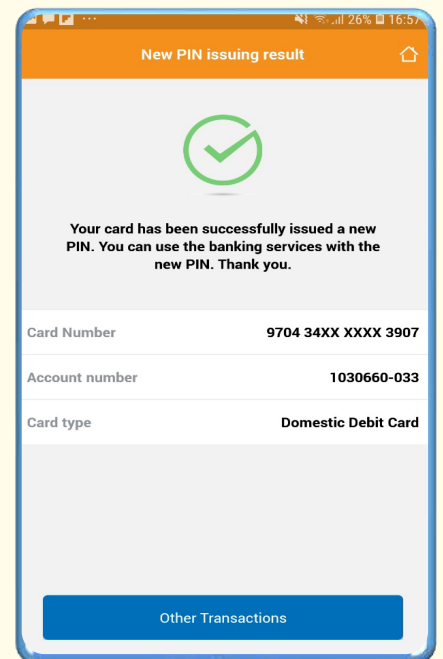 26% 16:57
New PIN issuing result
Your card has been successfully issued a new
PIN. You can use the banking services with the
new PIN. Thank you.
Card Number 9704 34XX XXXX 3907
Account number 1030660-033
Card type Domestic Debit Card
Other Transactions